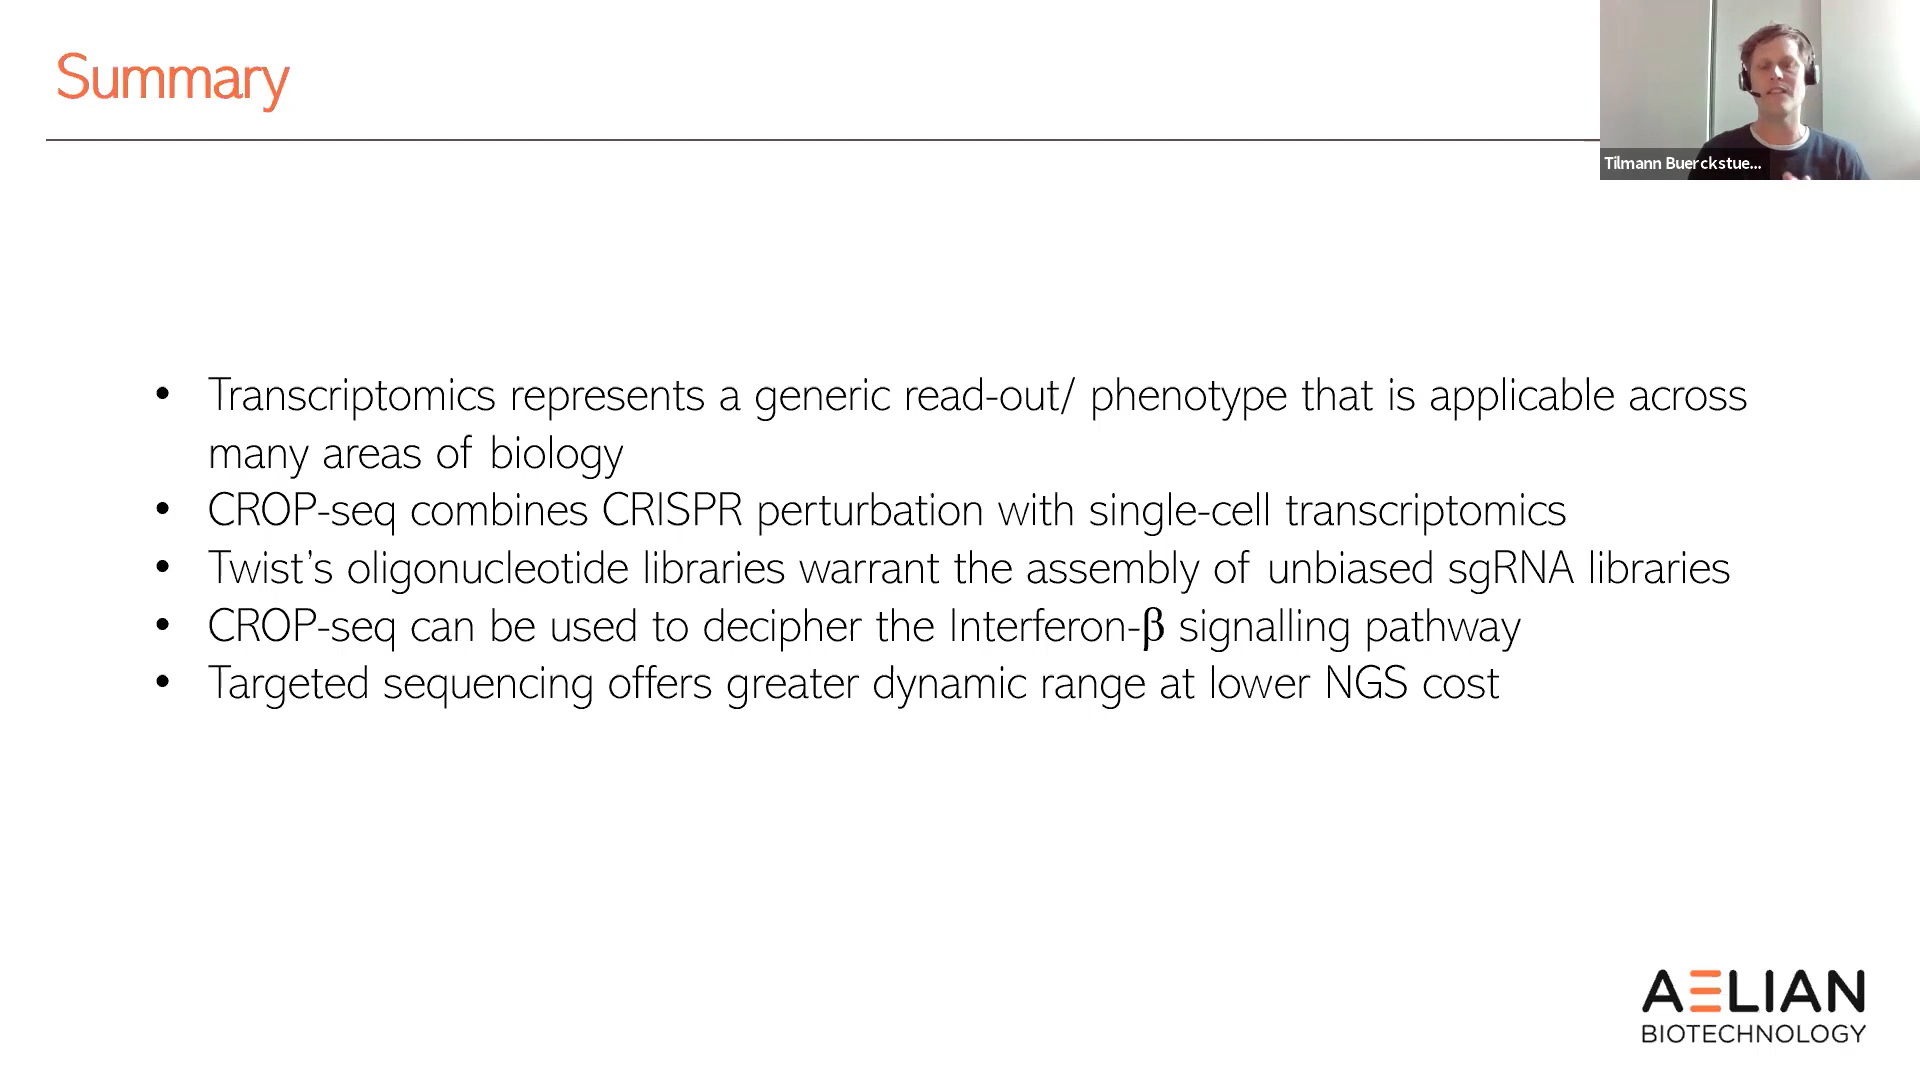 Summary
Tilmann Buerckstue...
• Transcriptomics represents a generic read-out/ phenotype that is applicable across
many areas of biology
• CROP-seq combines CRISPR perturbation with single-cell transcriptomics
• Twist’s oligonucleotide libraries warrant the assembly of unbiased sgRNA libraries
• CROP-seq can be used to decipher the Interferon-β signalling pathway
• Targeted sequencing offers greater dynamic range at lower NGS cost
AELIAN
BIOTECHNOLOGY